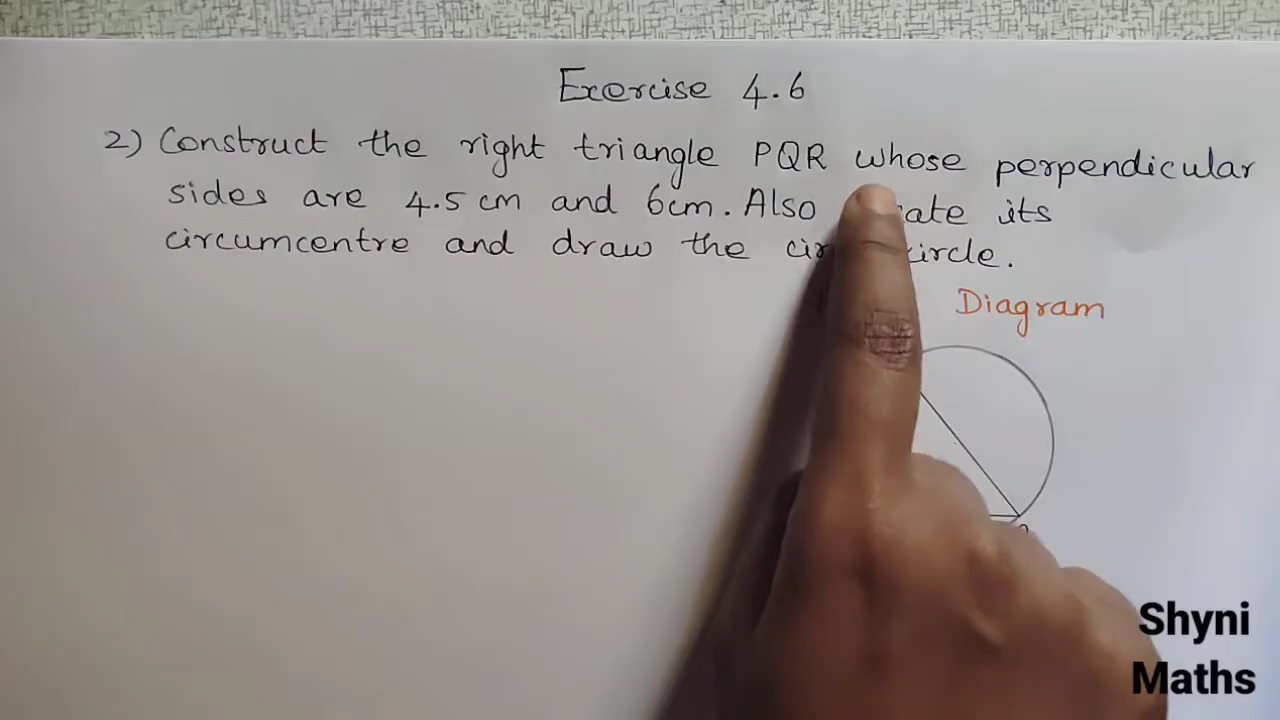 Exercise 4.6
2) Construct the right triangle PQR whose perpendicular
sides are 4.5 cm and 6cm. Also its
circumcentre and draw the
Diagram
Shyni
Maths